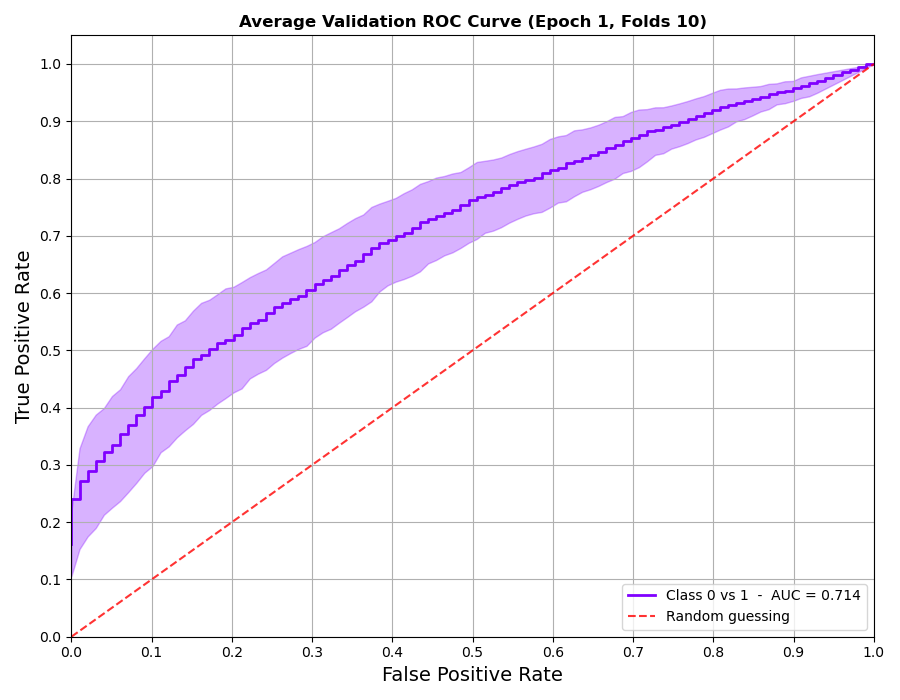 Average Validation ROC Curve (Epoch 1, Folds 10)
True Positive Rate
1.0
0.9
0.8
0.7
0.6
0.5
0.4
0.3
0.2
0.1
0.0
Class 0 vs 1 - AUC = 0.714
Random guessing
0.0 0.1 0.2 0.3 0.4 0.5 0.6 0.7 0.8 0.9 1.0
False Positive Rate